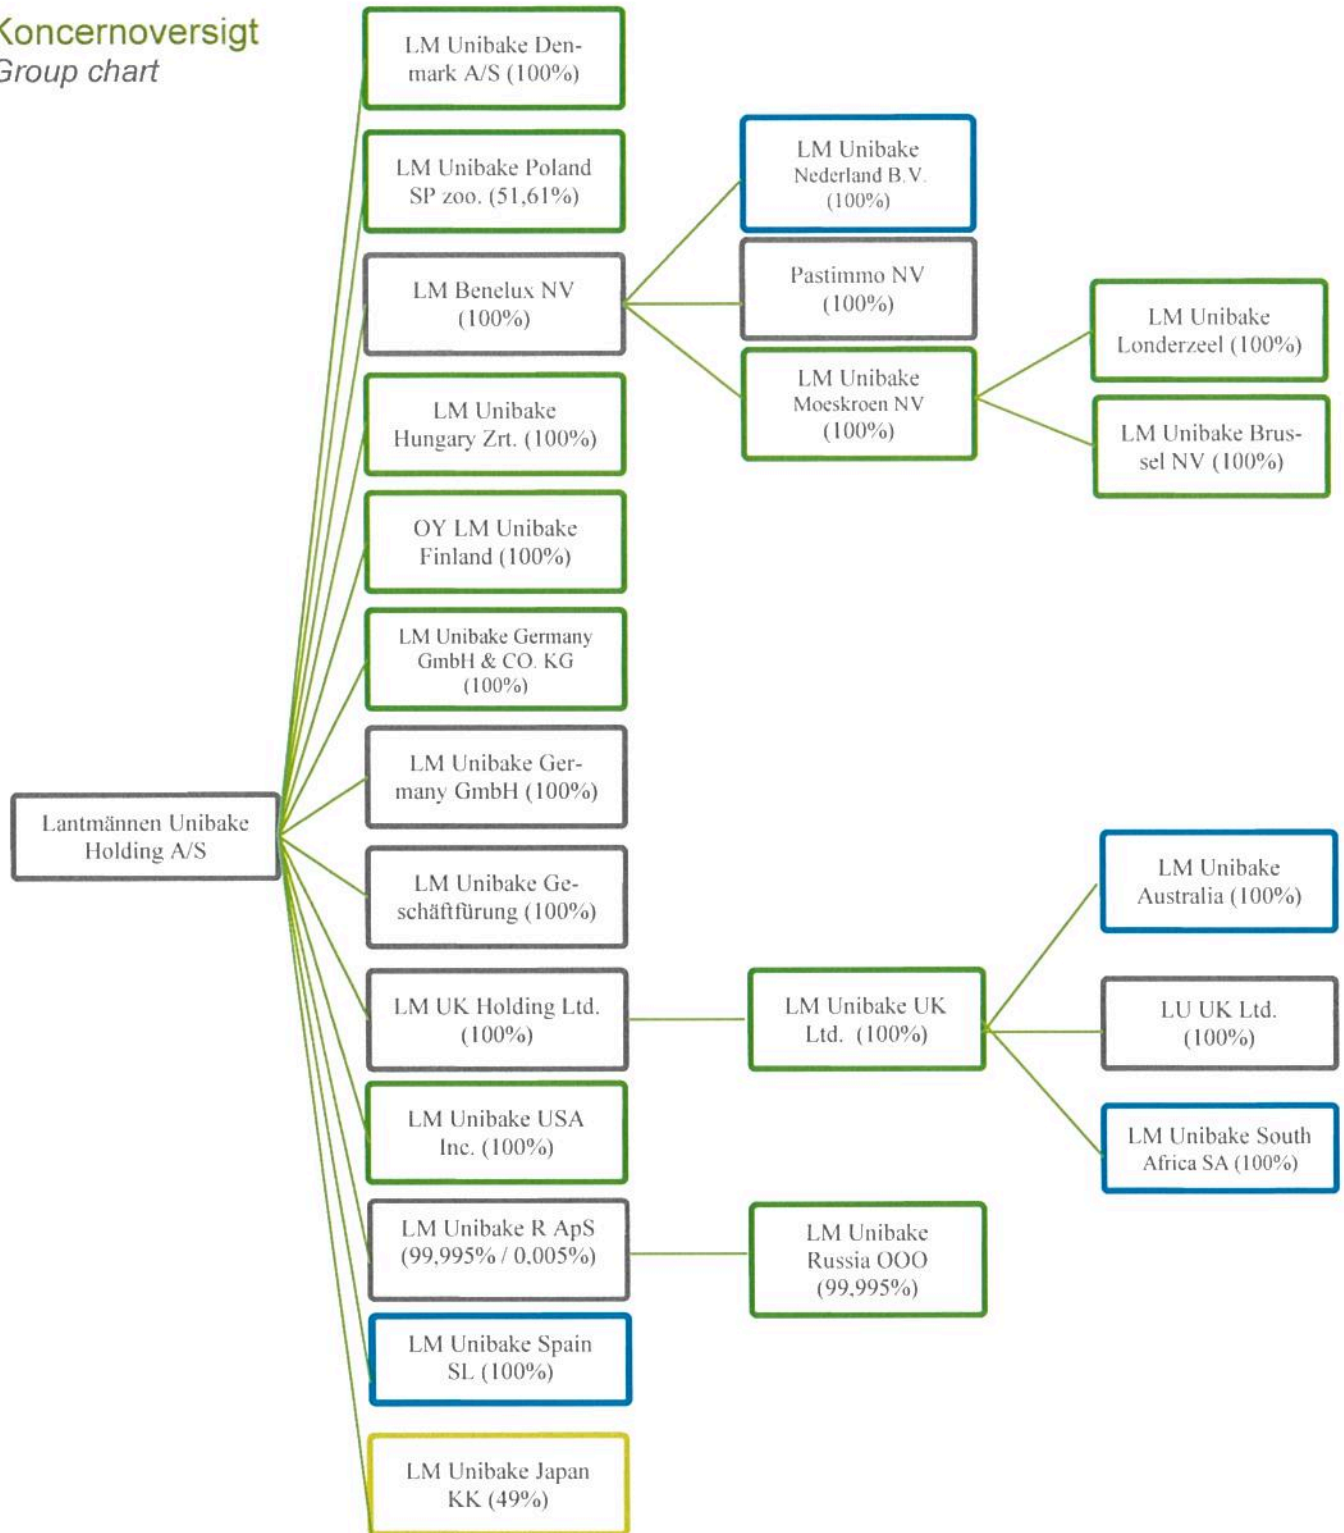 Koncernoversigt
Group chart
LM Unibake Den-
mark A/S (100%)
LM Unibake Poland
SP zoo. (51,61%)
LM Benelux NV
(100%)
LM Unibake
Hungary Zrt. (100%)
OY LM Unibake
Finland (100%)
LM Unibake Germany
GmbH & CO. KG
(100%)
LM Unibake Ger-
many GmbH (100%)
LM Unibake Ge-
schäftfürung (100%)
LM UK Holding Ltd.
(100%)
LM Unibake USA
Inc. (100%)
LM Unibake R ApS
(99,995% / 0,005%)
LM Unibake Spain
SL (100%)
LM Unibake Japan
KK (49%)
Lantmännen Unibake
Holding A/S
LM Unibake
Nederland B.V.
(100%)
Pastimmo NV
(100%)
LM Unibake
Moeskroen NV
(100%)
LM Unibake
Londerzeel (100%)
LM Unibake Brus-
sel NV (100%)
LM Unibake UK
Ltd. (100%)
LM Unibake
Australia (100%)
LU UK Ltd.
(100%)
LM Unibake South
Africa SA (100%)
LM Unibake
Russia OOO
(99,995%)